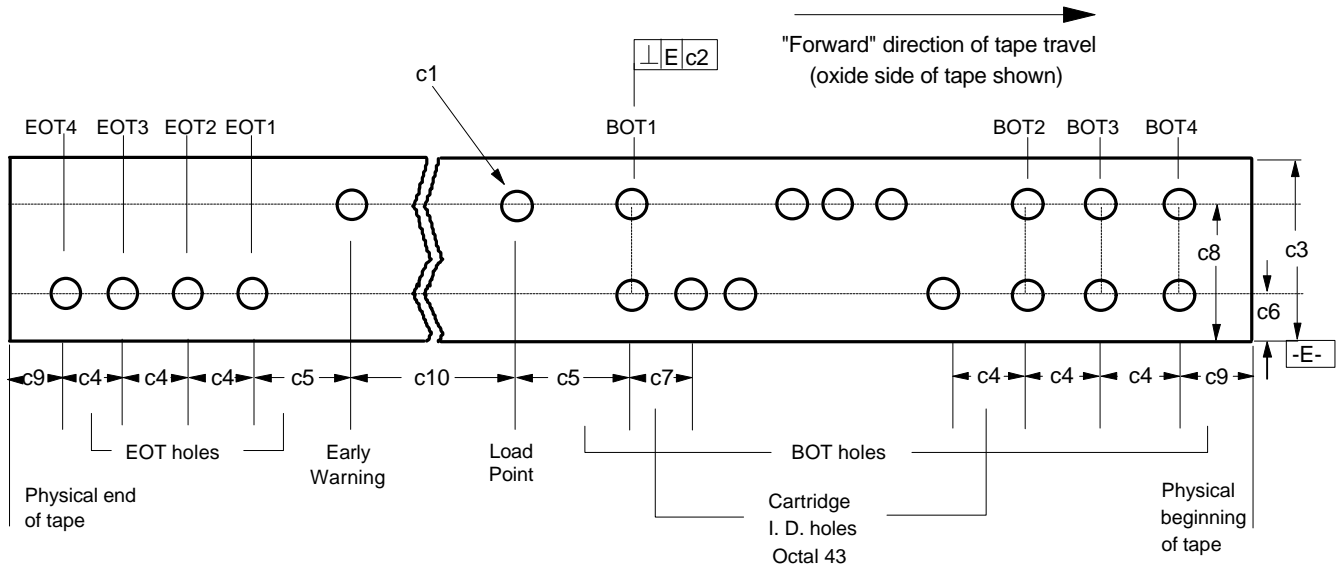 "Forward" direction of tape travel
(oxide side of tape shown)
⊥ E c2
c1
EOT4 EOT3 EOT2 EOT1 BOT1 BOT2 BOT3 BOT4
c8
c3
c6
-E-
c9 c4 c4 c4 c5 c10 c5 c7 c4 c4 c4 c9
EOT holes
Early
Warning
Load
Point
BOT holes
Physical end
of tape
Cartridge
I. D. holes
Octal 43
Physical
beginning
of tape